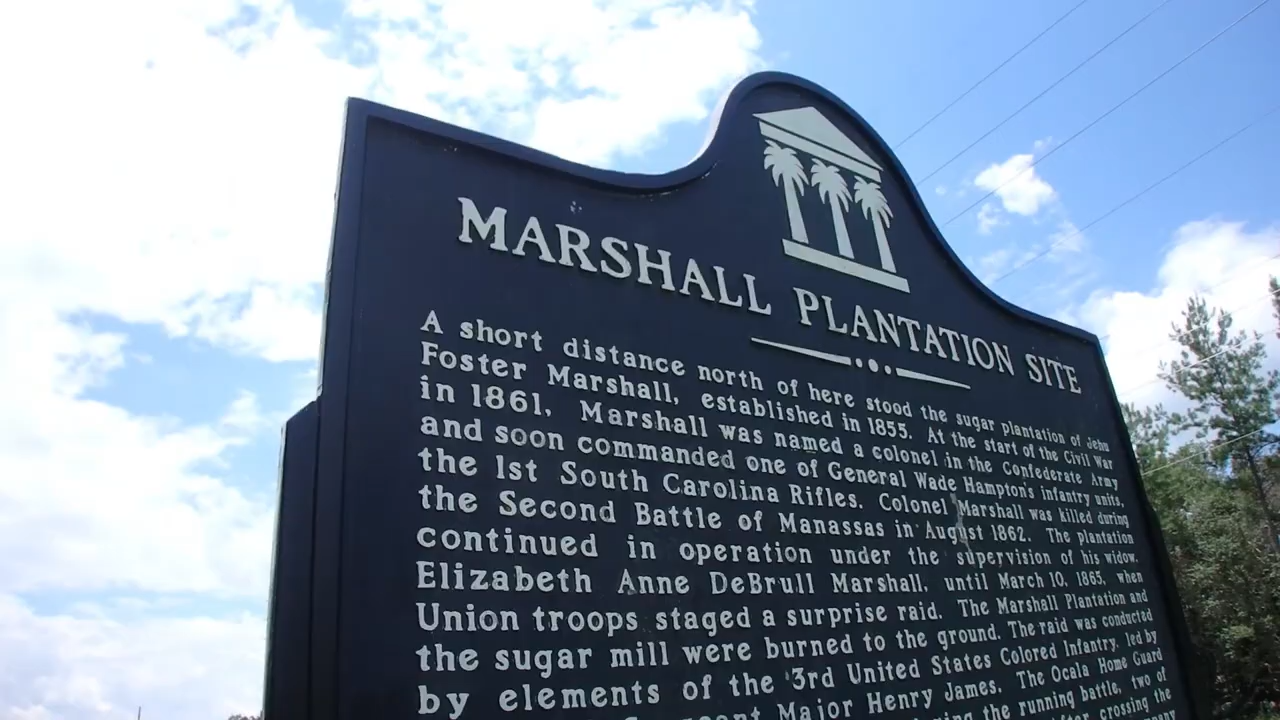 MARSHALL PLANTATION SITE
A short distance north of here stood the sugar plantation of John
Foster Marshall, established in 1855. At the start of the Civil War
in 1861, Marshall was named a colonel in the Confederate Army
and soon commanded one of General Wade Hampton's infantry units,
the 1st South Carolina Rifles. Colonel Marshall was killed during
the Second Battle of Manassas in August 1862. The plantation
continued in operation under the supervision of his widow,
Elizabeth Anne DeBrull Marshall, until March 10, 1865, when
Union troops staged a surprise raid. The Marshall Plantation and
the sugar mill were burned to the ground. The raid was conducted
by elements of the 3rd United States Colored Infantry, led by
Major Henry James. The Ocala Home Guard
the running battle, two of
crossing the